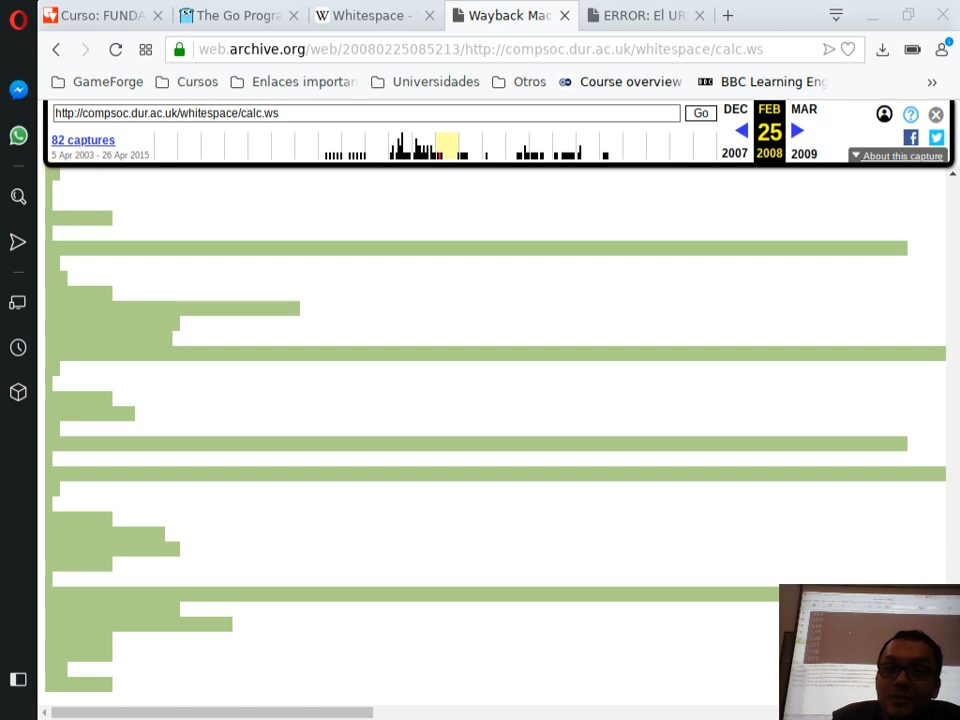 Curso: FUNDA
The Go Progra
Whitespace -
Wayback Mac
ERROR: El UR
web.archive.org/web/20080225085213/http://compsoc.dur.ac.uk/whitespace/calc.ws
GameForge
Cursos
Enlaces importan
Universidades
Otros
Course overview
BBC Learning Eng
http://compsoc.dur.ac.uk/whitespace/calc.ws
Go
DEC
FEB
MAR
82 captures
25
5 Apr 2003 - 26 Apr 2015
2007
2008
2009
About this capture